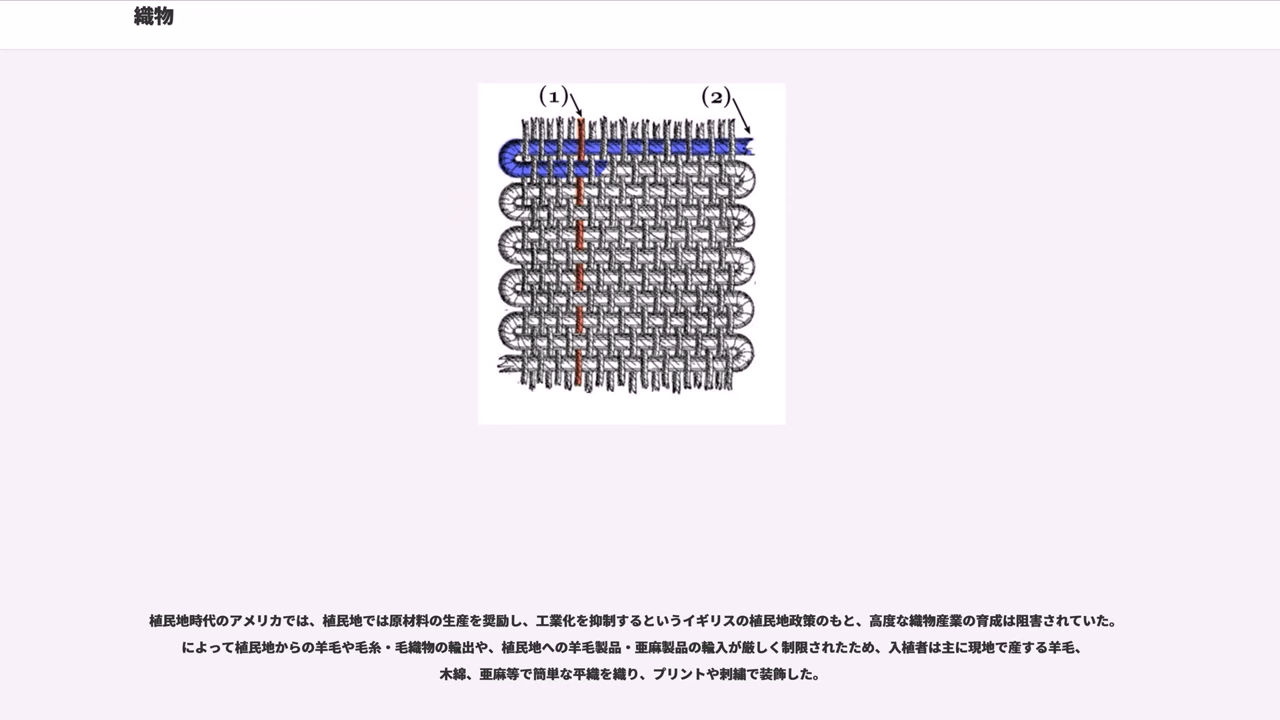 織物
(1)
(2)
植民地時代のアメリカでは、植民地では原材料の生産を奨励し、工業化を抑制するというイギリスの植民地政策のもと、高度な織物産業の育成は阻害されていた。
によって植民地からの羊毛や毛糸・毛織物の輸出や、植民地への羊毛製品・亜麻製品の輸入が厳しく制限されたため、入植者は主に現地で産する羊毛、
木綿、亜麻等で簡単な平織を織り、プリントや刺繍で装飾した。